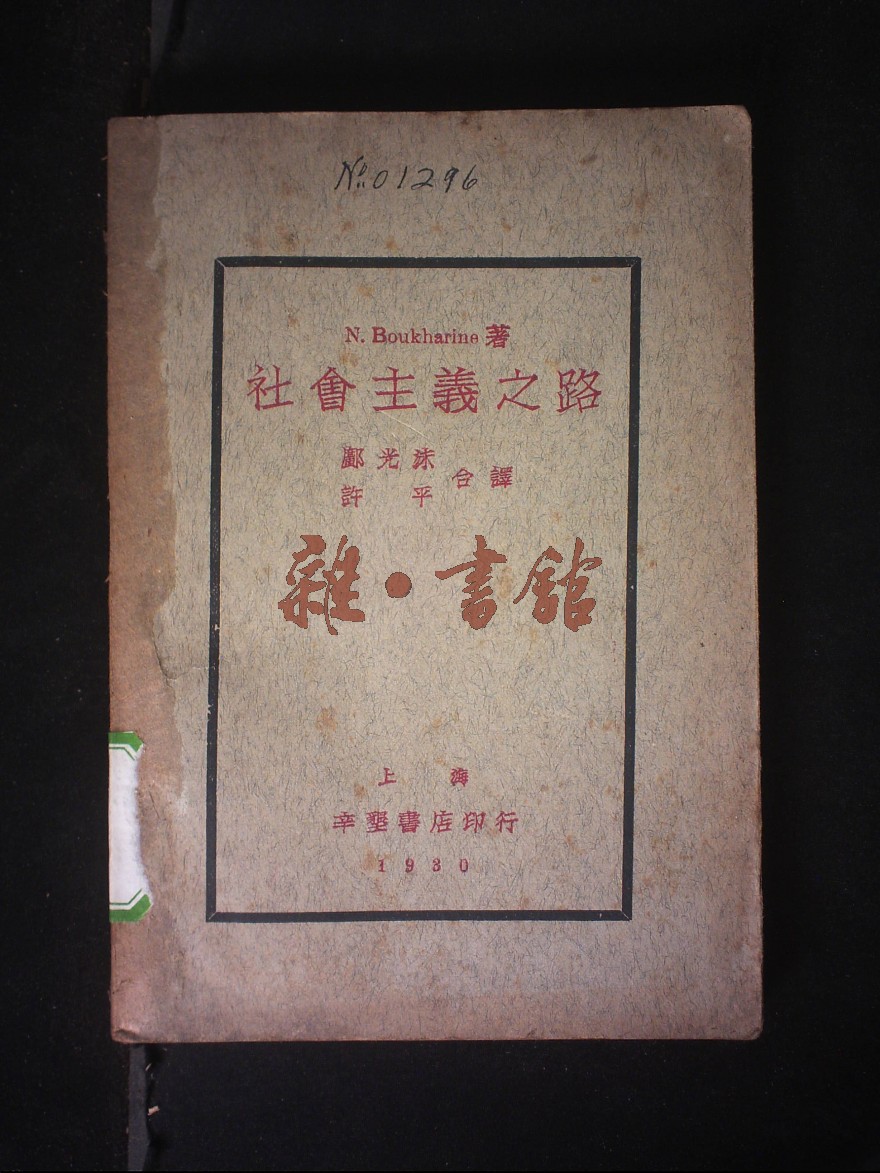 No. 01296
N. Boukharine 著
社會主義之路
鄺光沫
許平
合譯
雜·書館
上海
辛墾書店印行
1930